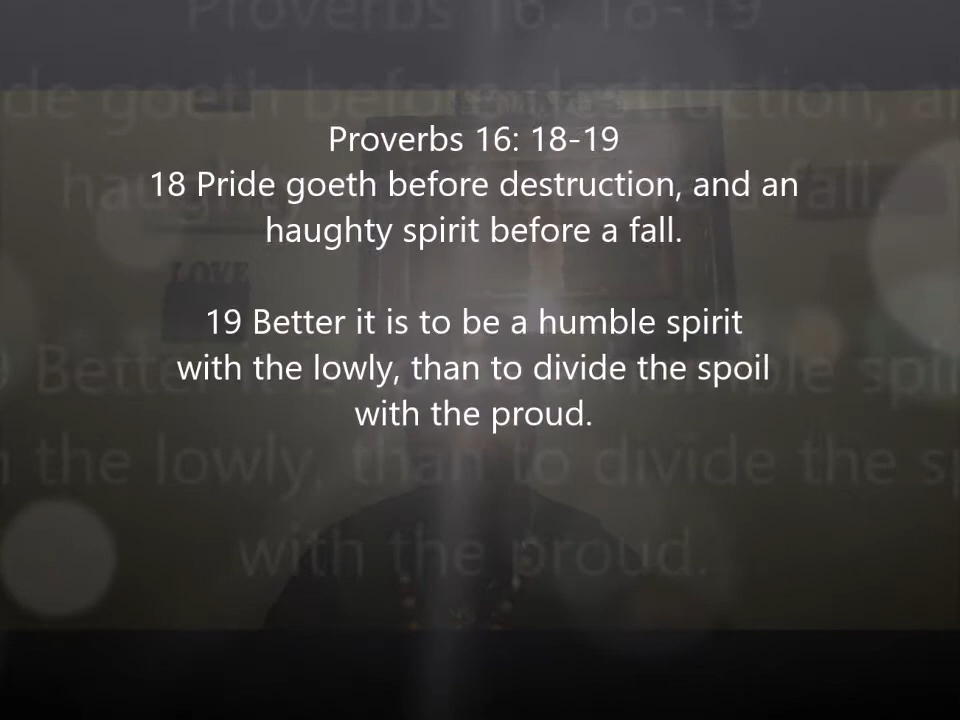 Proverbs 16: 18-19
18 Pride goeth before destruction, and an
haughty spirit before a fall.
19 Better it is to be a humble spirit
with the lowly, than to divide the spoil
with the proud.
LOVE